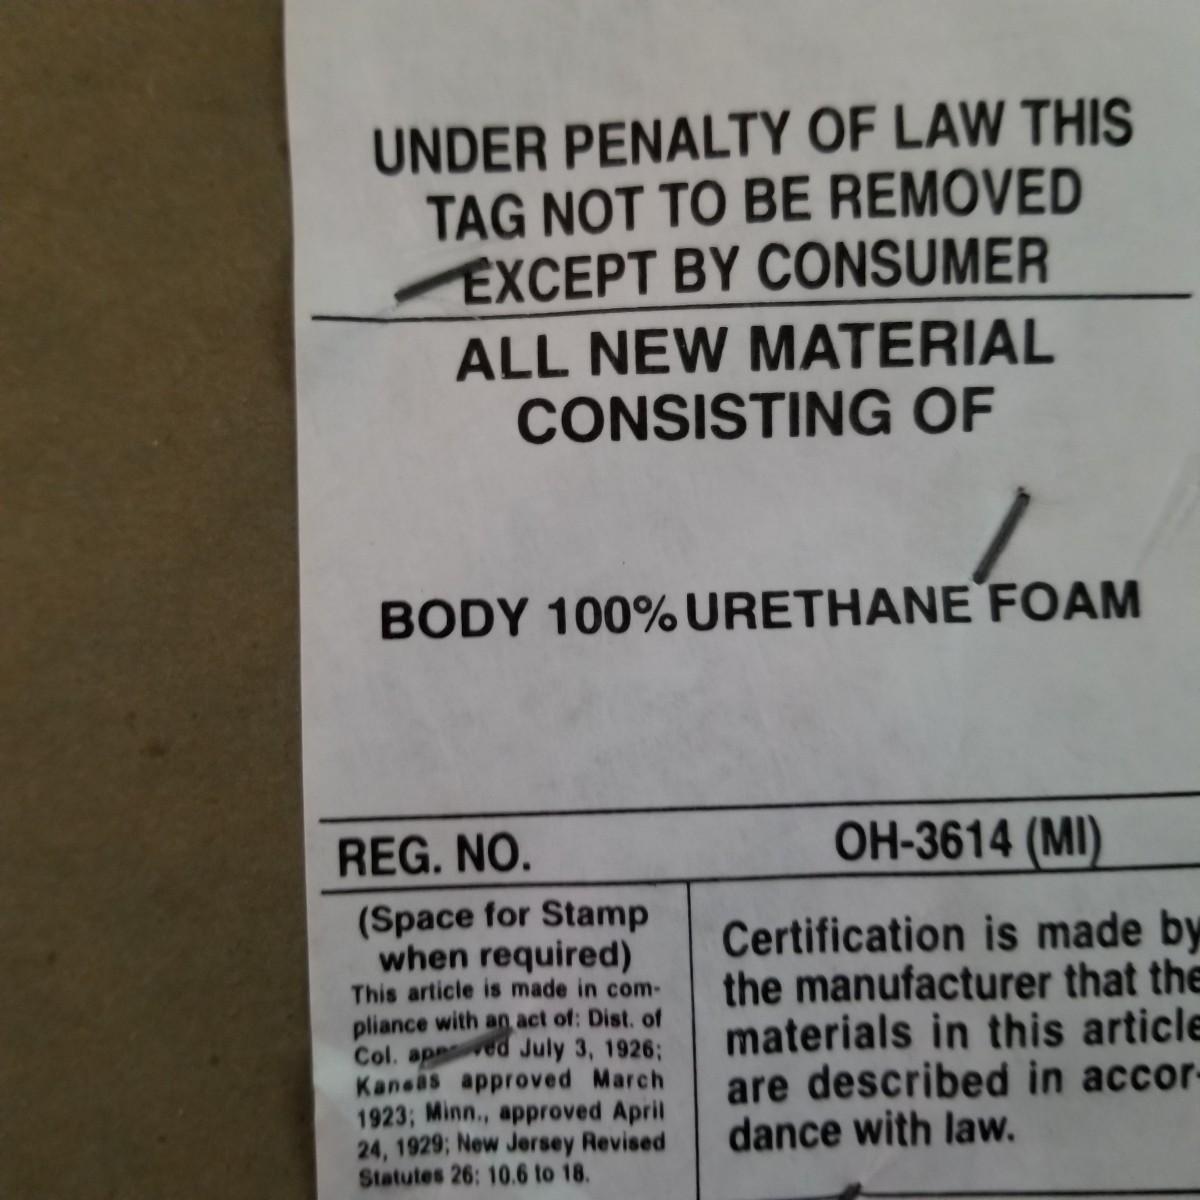 UNDER PENALTY OF LAW THIS
TAG NOT TO BE REMOVED
EXCEPT BY CONSUMER
ALL NEW MATERIAL
CONSISTING OF
BODY 100% URETHANE FOAM
REG. NO. OH-3614 (MI)
(Space for Stamp
when required)
This article is made in com-
pliance with an act of: Dist. of
Col. approved July 3, 1926;
Kansas approved March
1923; Minn., approved April
24, 1929; New Jersey Revised
Statutes 26: 10.6 to 18.
Certification is made by
the manufacturer that the
materials in this article
are described in accor-
dance with law.